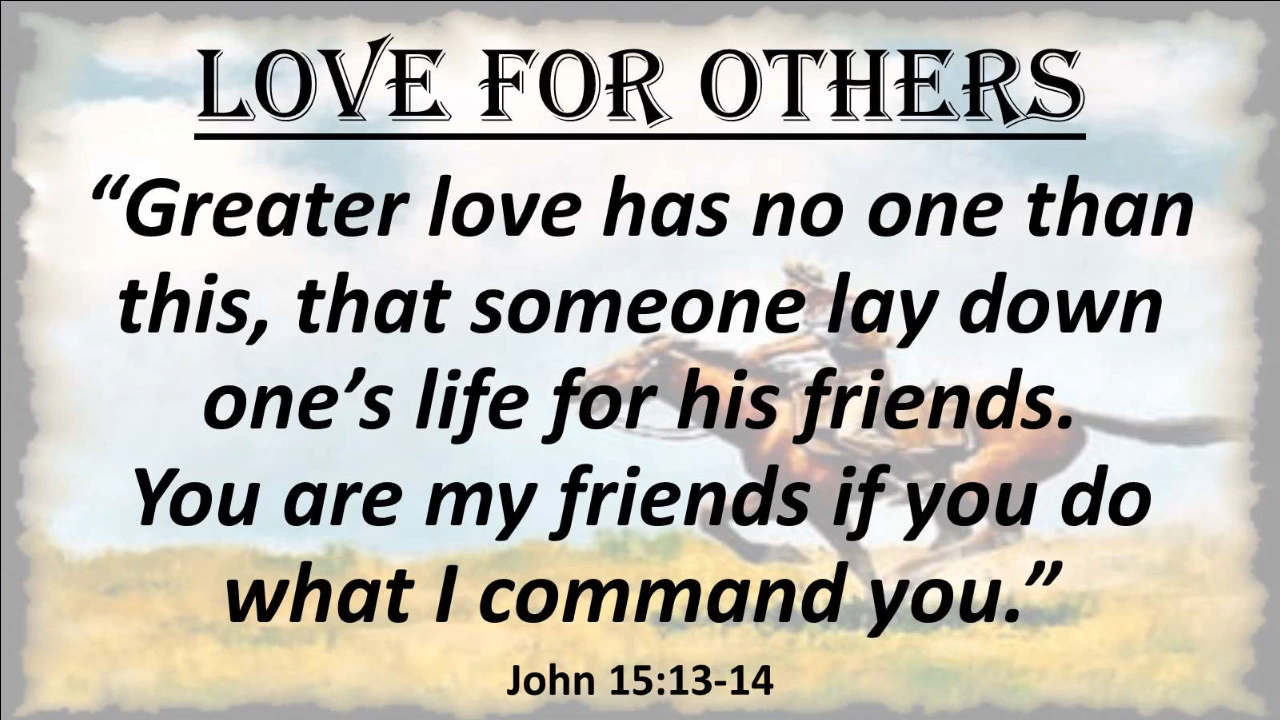 LOVE FOR OTHERS
“Greater love has no one than
this, that someone lay down
one’s life for his friends.
You are my friends if you do
what I command you.”
John 15:13-14